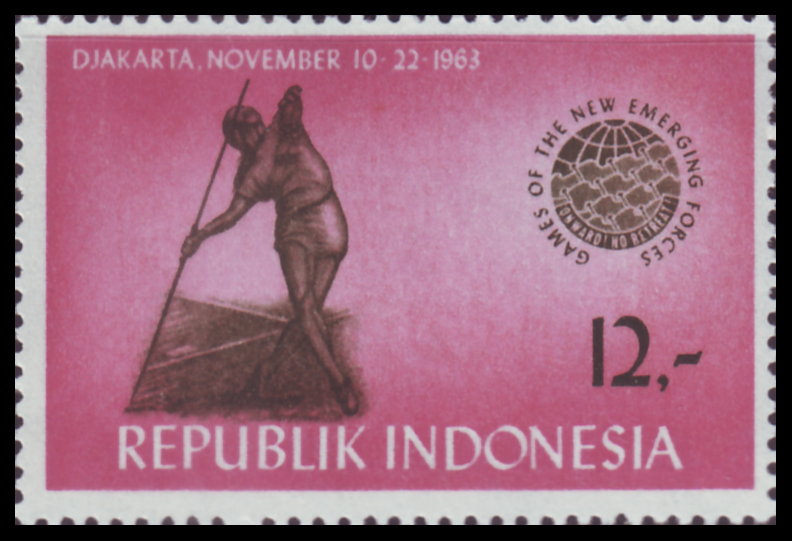 DJAKARTA, NOVEMBER 10-22-1963
GAMES OF THE NEW EMERGING FORCES
ONWARD! NO RETREAT!
12,-
REPUBLIK INDONESIA